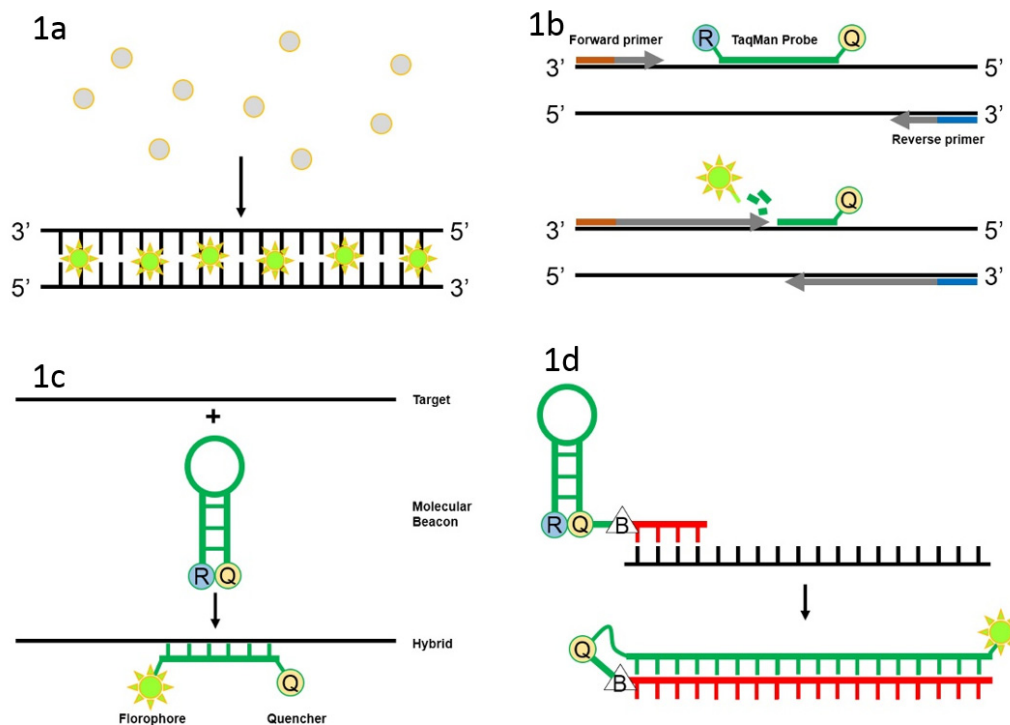 1a
3’ 5’
5’ 3’
1b
Forward primer R TaqMan Probe Q
3’ 5’
5’ 3’
Reverse primer
Q
3’ 5’
5’ 3’
1c
Target
+
Molecular
Beacon
R Q
Hybrid
Q
Florophore Quencher
1d
R Q B
Q
B